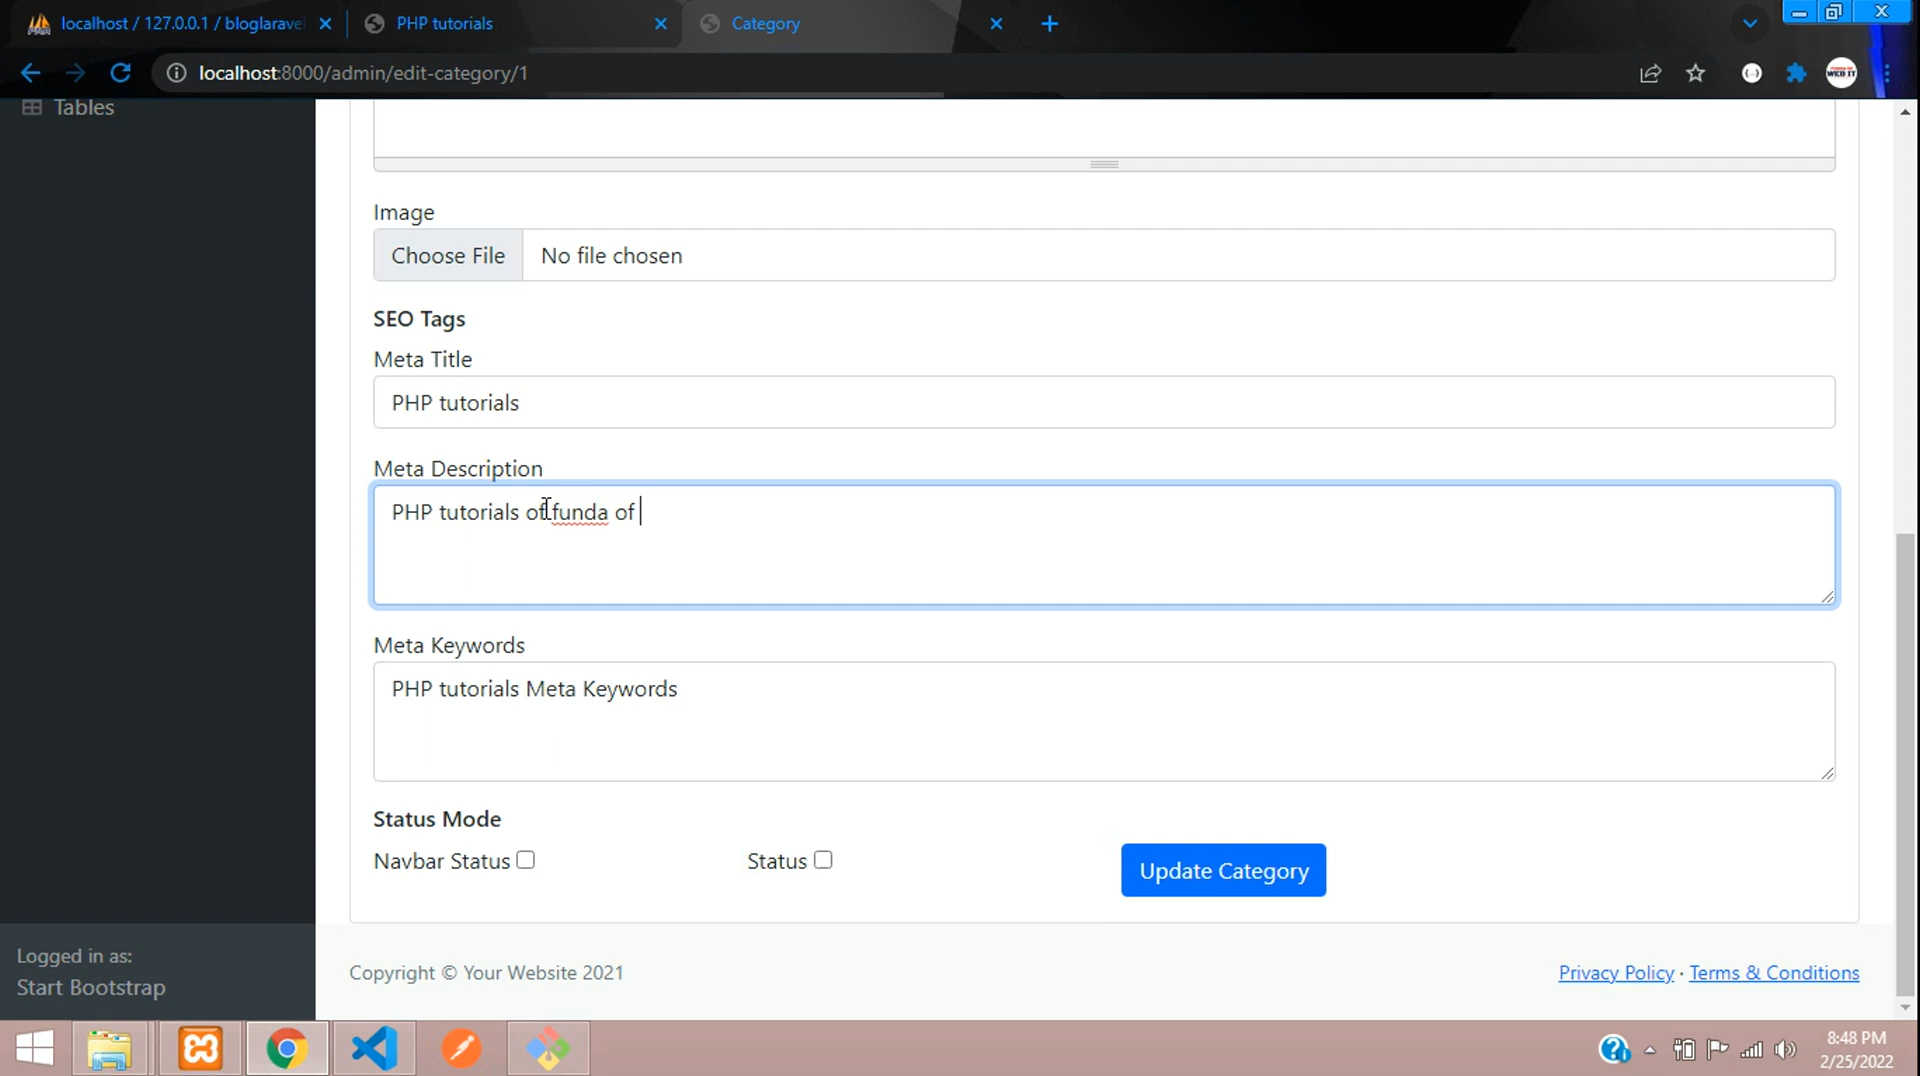 localhost / 127.0.0.1 / bloglarave
PHP tutorials
Category
localhost:8000/admin/edit-category/1
WEB IT
Tables
Image
Choose File
No file chosen
SEO Tags
Meta Title
PHP tutorials
Meta Description
PHP tutorials of funda of
Meta Keywords
PHP tutorials Meta Keywords
Status Mode
Navbar Status
Status
Update Category
Logged in as:
Start Bootstrap
Copyright © Your Website 2021
Privacy Policy · Terms & Conditions
8:48 PM
2/25/2022